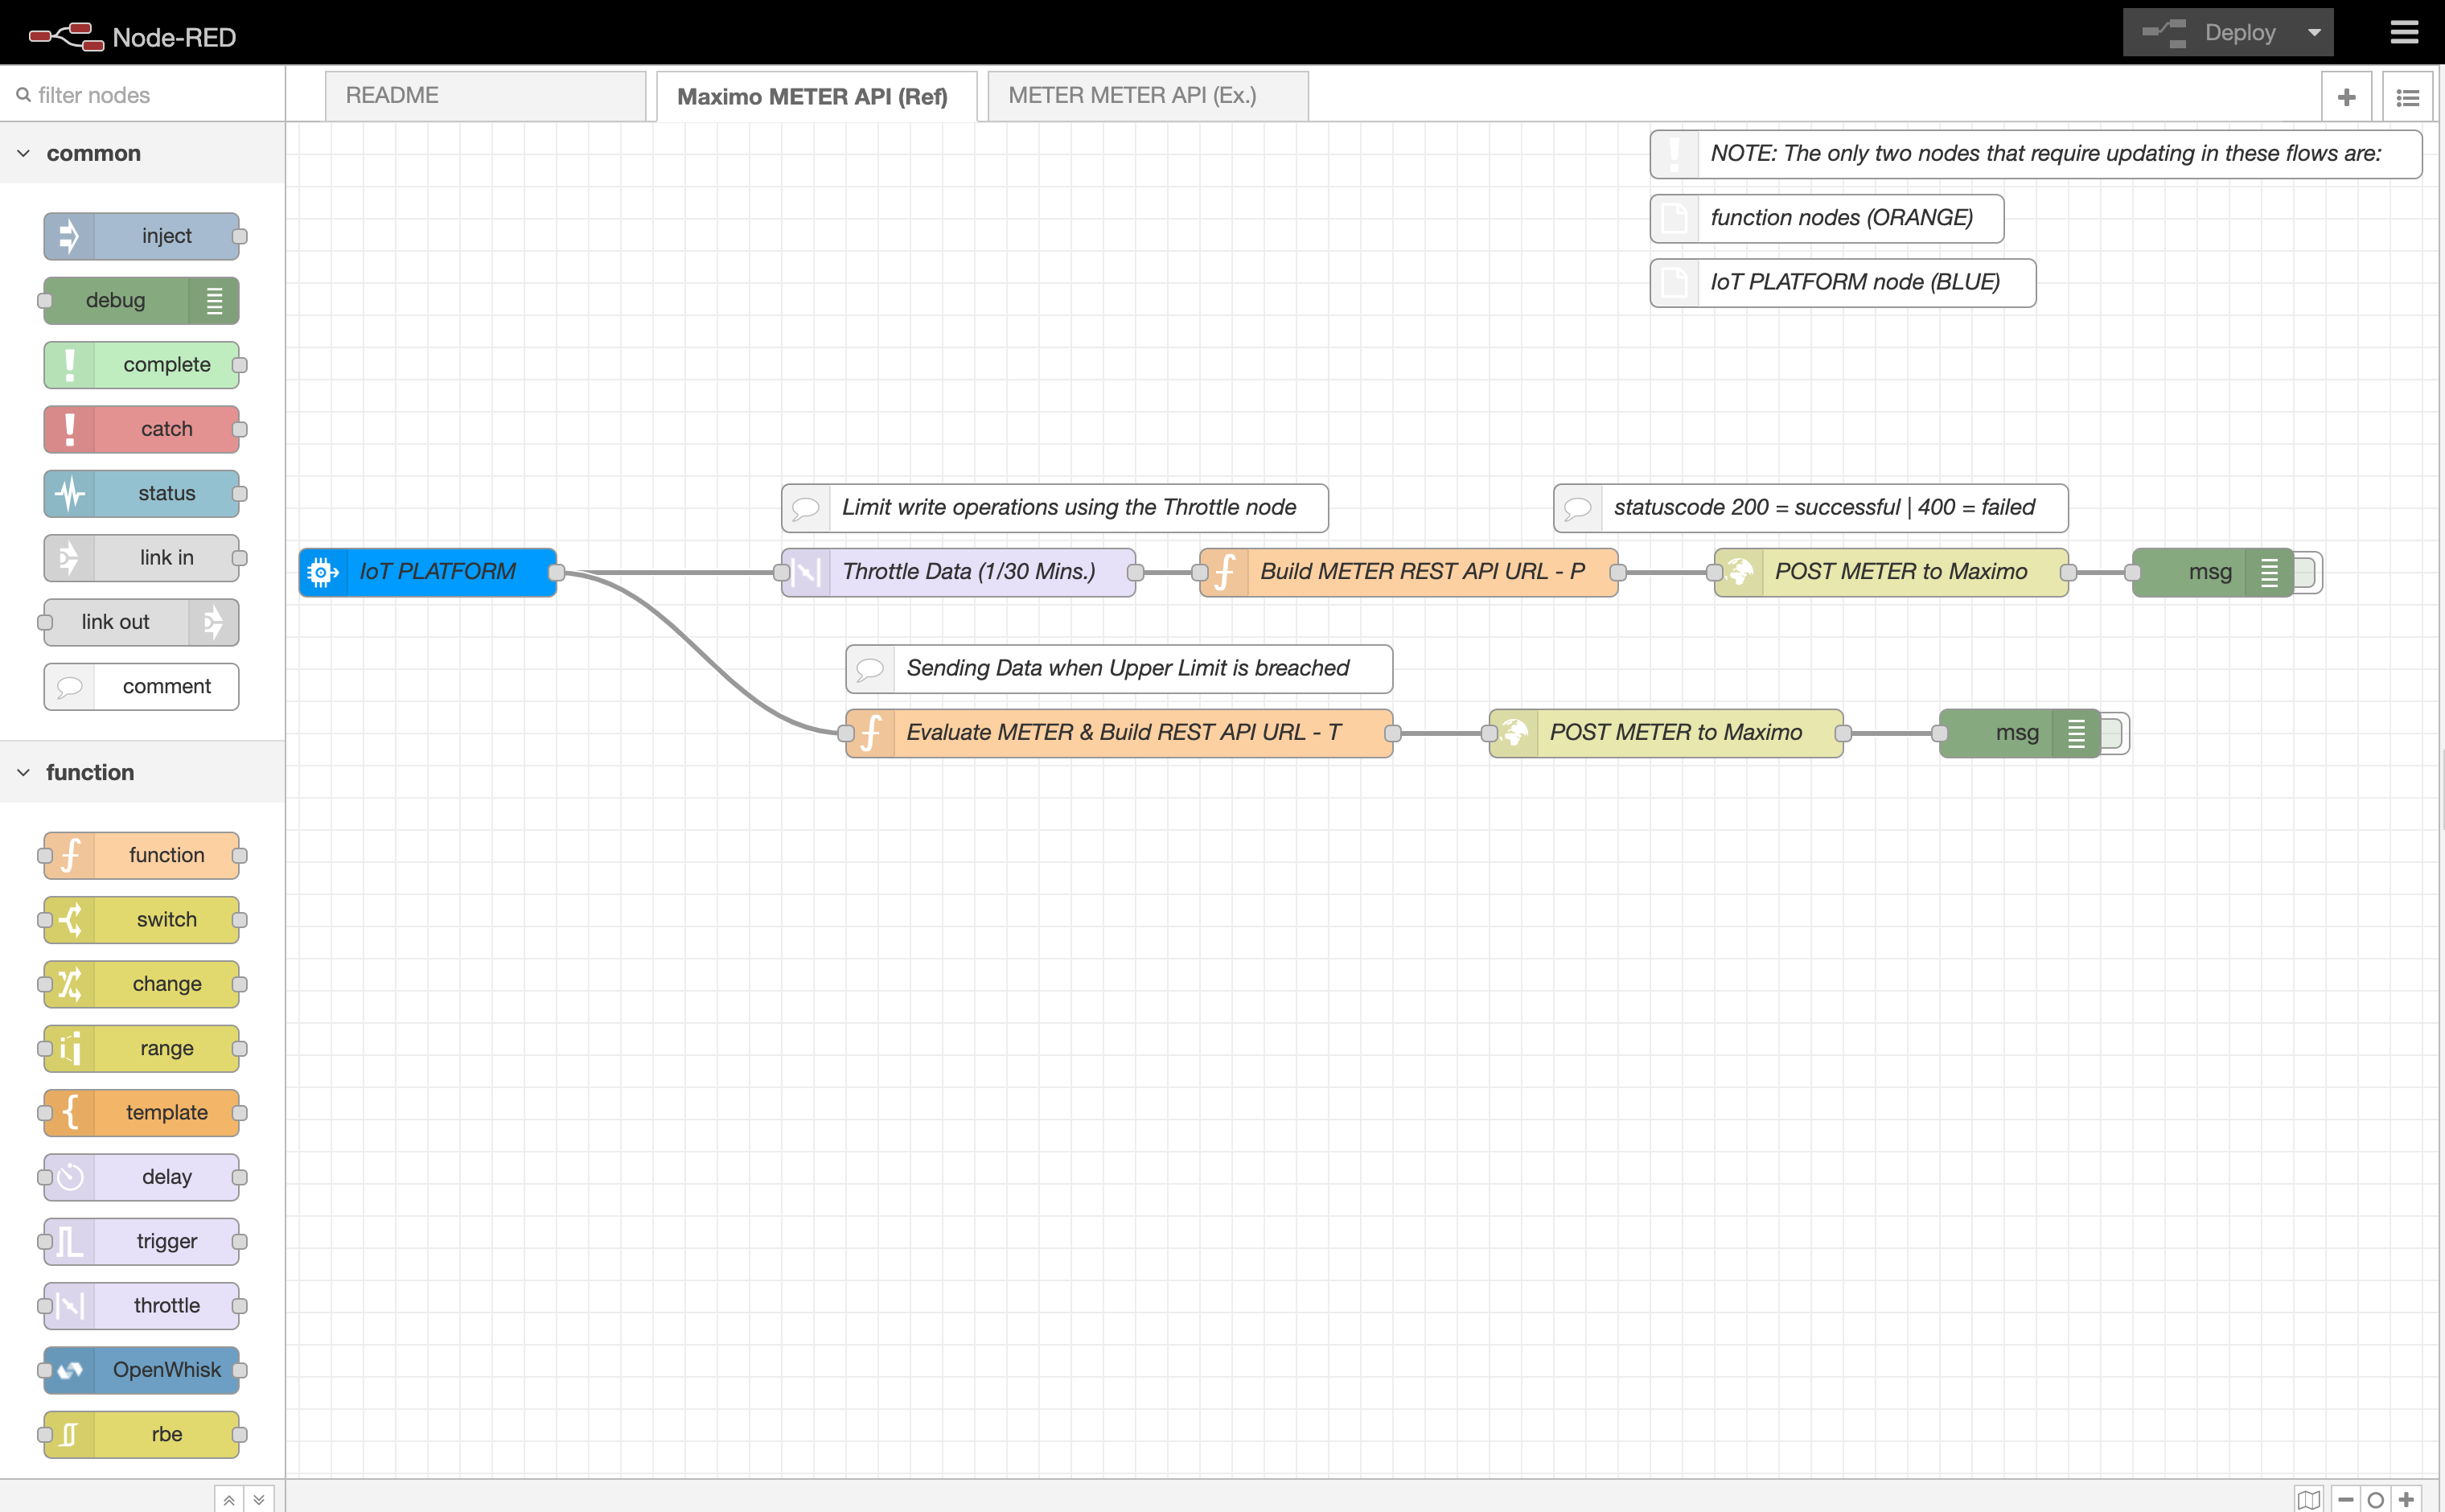 Node-RED
Deploy
filter nodes
README
Maximo METER API (Ref)
METER METER API (Ex.)
common
inject
debug
complete
catch
status
link in
link out
comment
function
function
switch
change
range
template
delay
trigger
throttle
OpenWhisk
rbe
NOTE: The only two nodes that require updating in these flows are:
function nodes (ORANGE)
IoT PLATFORM node (BLUE)
Limit write operations using the Throttle node
statuscode 200 = successful | 400 = failed
IoT PLATFORM
Throttle Data (1/30 Mins.)
Build METER REST API URL - P
POST METER to Maximo
msg
Sending Data when Upper Limit is breached
Evaluate METER & Build REST API URL - T
POST METER to Maximo
msg